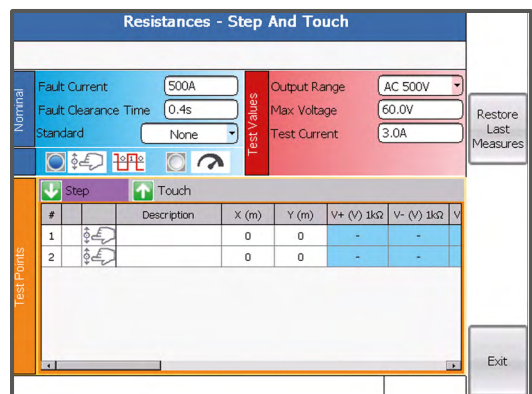 Resistances - Step And Touch
Nominal
Fault Current 500A
Fault Clearance Time 0.4s
Standard None
Test Values
Output Range AC 500V
Max Voltage 60.0V
Test Current 3.0A
Restore
Last
Measures
Test Points
Step Touch
# Description X (m) Y (m) V+ (V) 1kΩ V- (V) 1kΩ V
1 0 0 - -
2 0 0 - -
Exit